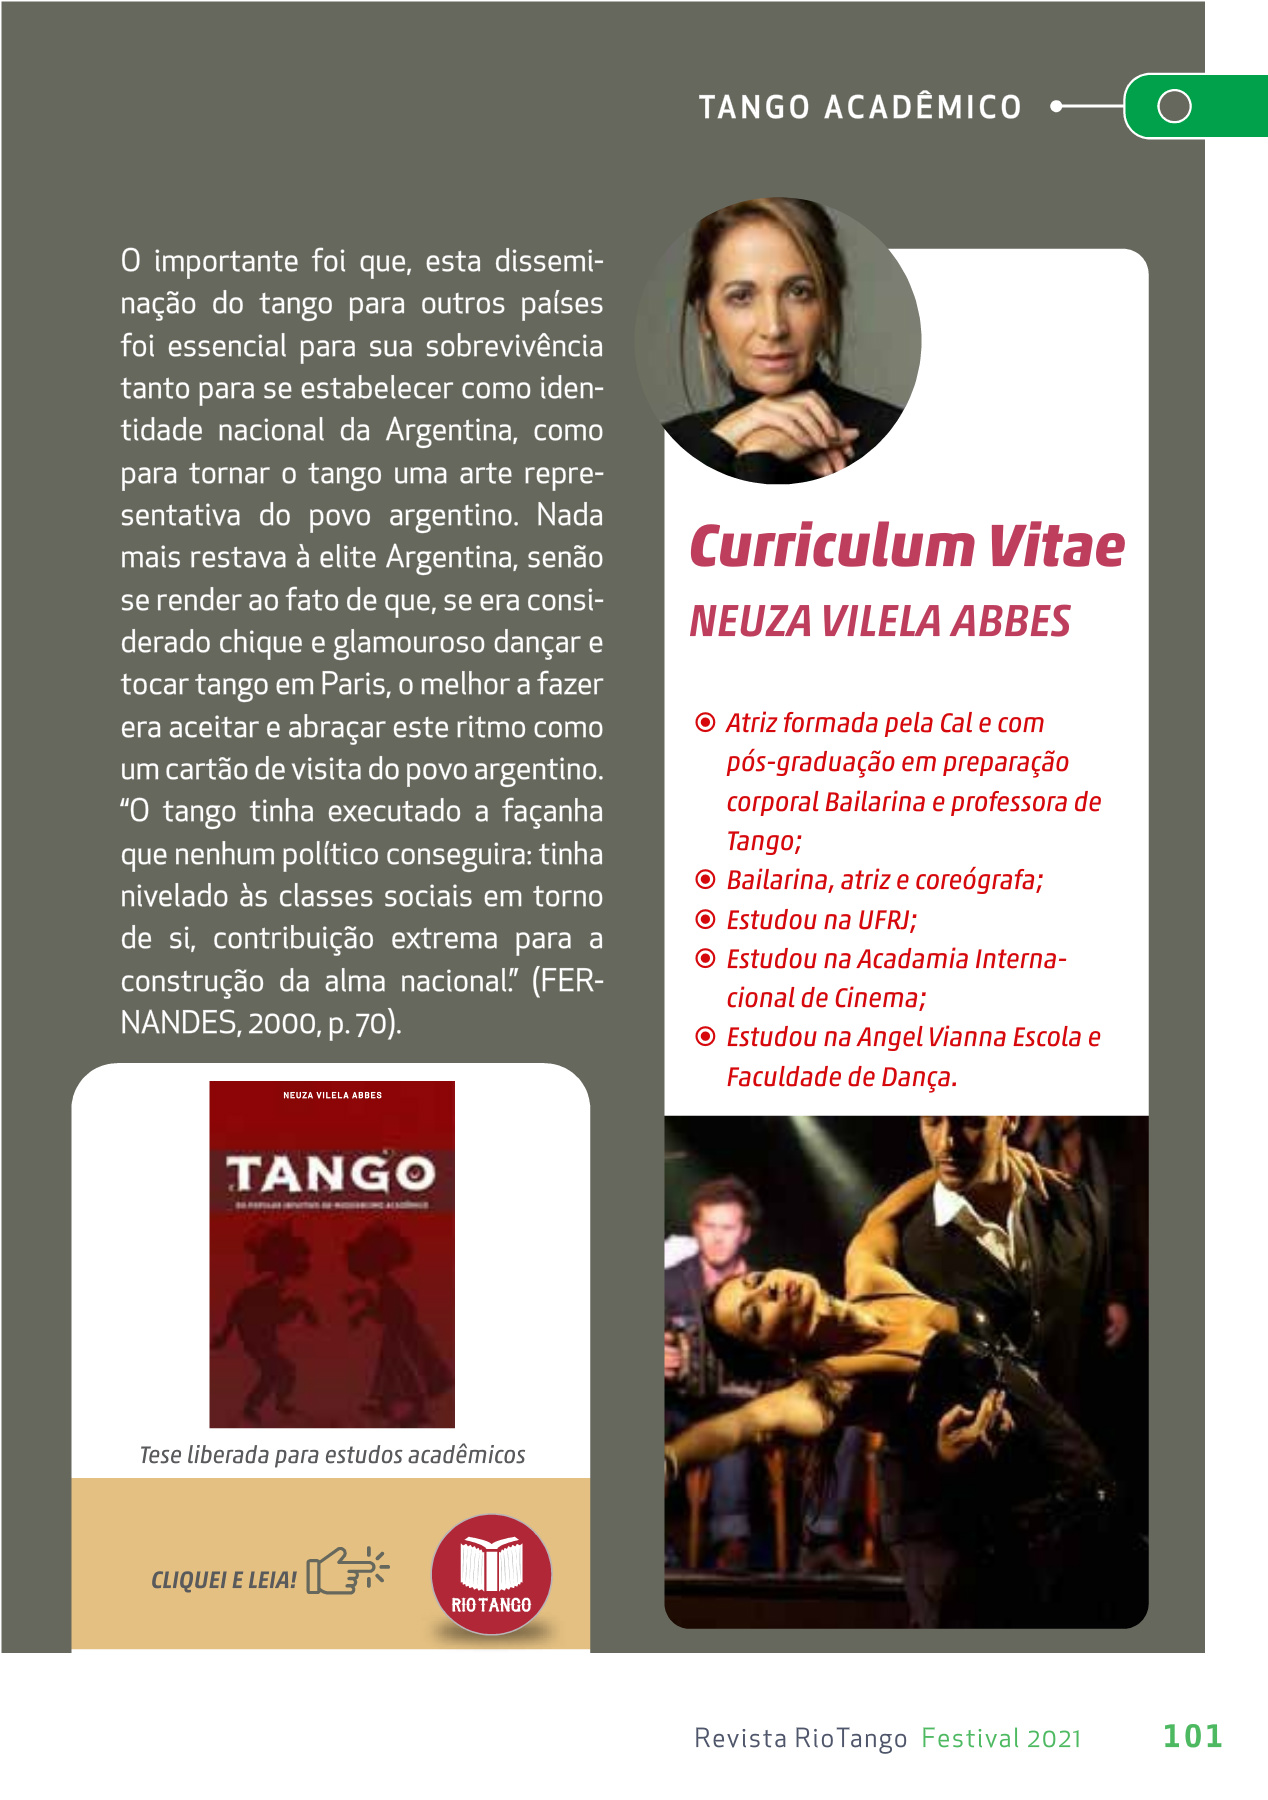 TANGO ACADÊMICO
O importante foi que, esta dissemi-
nação do tango para outros países
foi essencial para sua sobrevivência
tanto para se estabelecer como iden-
tidade nacional da Argentina, como
para tornar o tango uma arte repre-
sentativa do povo argentino. Nada
mais restava à elite Argentina, senão
se render ao fato de que, se era consi-
derado chique e glamouroso dançar e
tocar tango em Paris, o melhor a fazer
era aceitar e abraçar este ritmo como
um cartão de visita do povo argentino.
“O tango tinha executado a façanha
que nenhum político conseguira: tinha
nivelado às classes sociais em torno
de si, contribuição extrema para a
construção da alma nacional.” (FER-
NANDES, 2000, p. 70).
NEUZA VILELA ABBES
TANGO
Tese liberada para estudos acadêmicos
CLIQUEI E LEIA!
RIO TANGO
Curriculum Vitae
NEUZA VILELA ABBES
Atriz formada pela Cal e com
pós-graduação em preparação
corporal Bailarina e professora de
Tango;
Bailarina, atriz e coreógrafa;
Estudou na UFRJ;
Estudou na Acadamia Interna-
cional de Cinema;
Estudou na Angel Vianna Escola e
Faculdade de Dança.
Revista RioTango Festival 2021 101